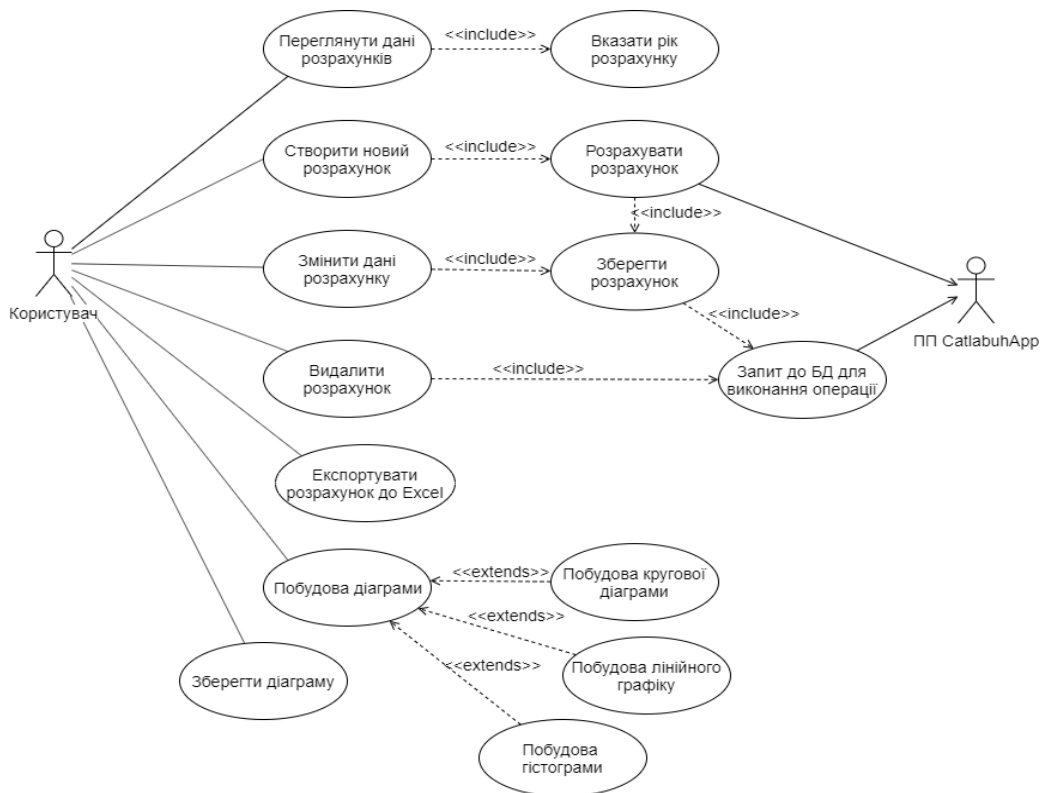 Переглянути дані
розрахунків
<<include>>
Вказати рік
розрахунку
Створити новий
розрахунок
<<include>>
Розрахувати
розрахунок
<<include>>
Змінити дані
розрахунку
<<include>>
Зберегти
розрахунок
Користувач
<<include>>
ПП CatlabuhApp
Видалити
розрахунок
<<include>>
Запит до БД для
виконання операції
Експортувати
розрахунок до Excel
Побудова діаграми
<<extends>>
Побудова кругової
діаграми
<<extends>>
<<extends>>
Побудова лінійного
графіку
Зберегти діаграму
Побудова
гістограми